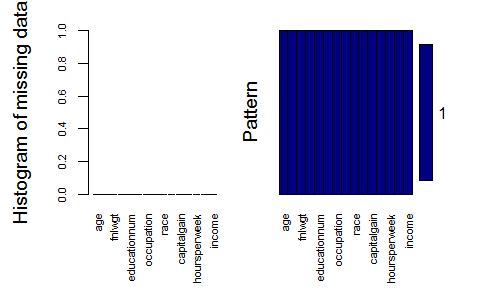 Histogram of missing data
1.0
0.8
0.6
0.4
0.2
0.0
age
fnlwgt
educationnum
occupation
race
capitalgain
hoursperweek
income
Pattern
age
fnlwgt
educationnum
occupation
race
capitalgain
hoursperweek
income
1